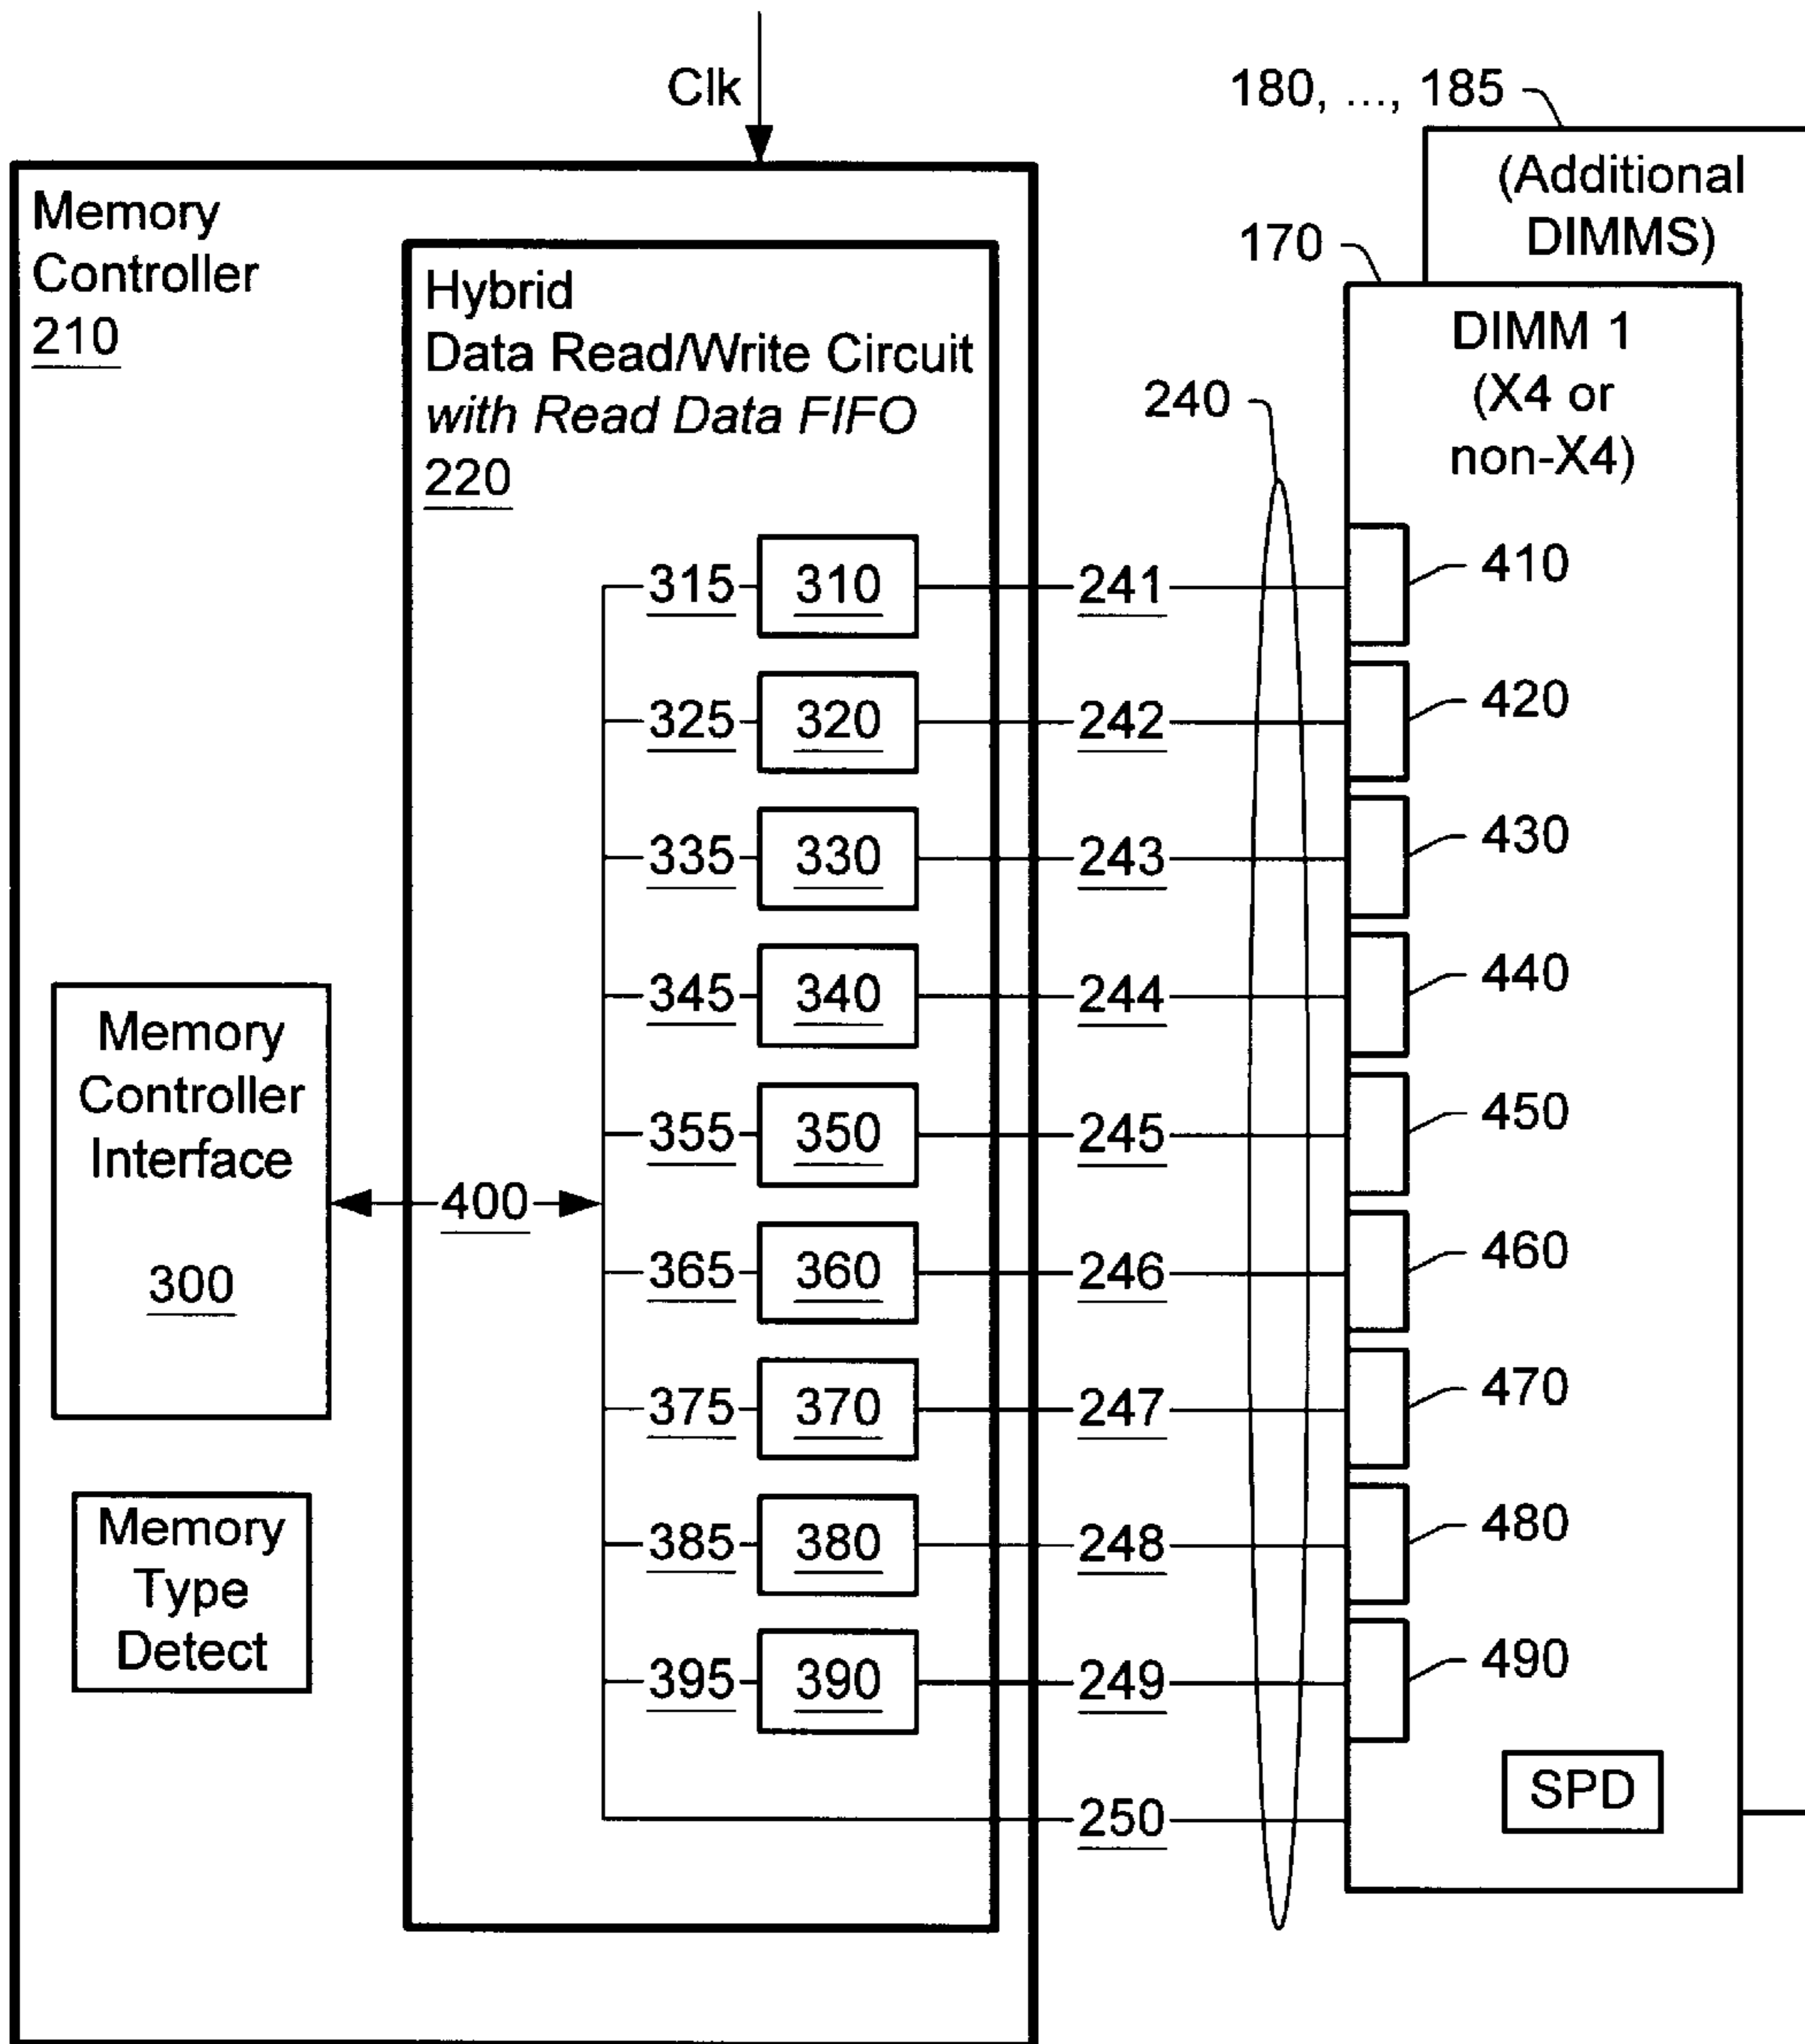 Clk
180, ..., 185
(Additional
DIMMS)
Memory
Controller
210
170
Hybrid
Data Read/Write Circuit
with Read Data FIFO
220
DIMM 1
(X4 or
non-X4)
240
315 310 241 410
325 320 242 420
335 330 243 430
345 340 244 440
Memory
Controller
Interface
300
355 350 245 450
400
365 360 246 460
375 370 247 470
Memory
Type
Detect
385 380 248 480
395 390 249 490
SPD
250